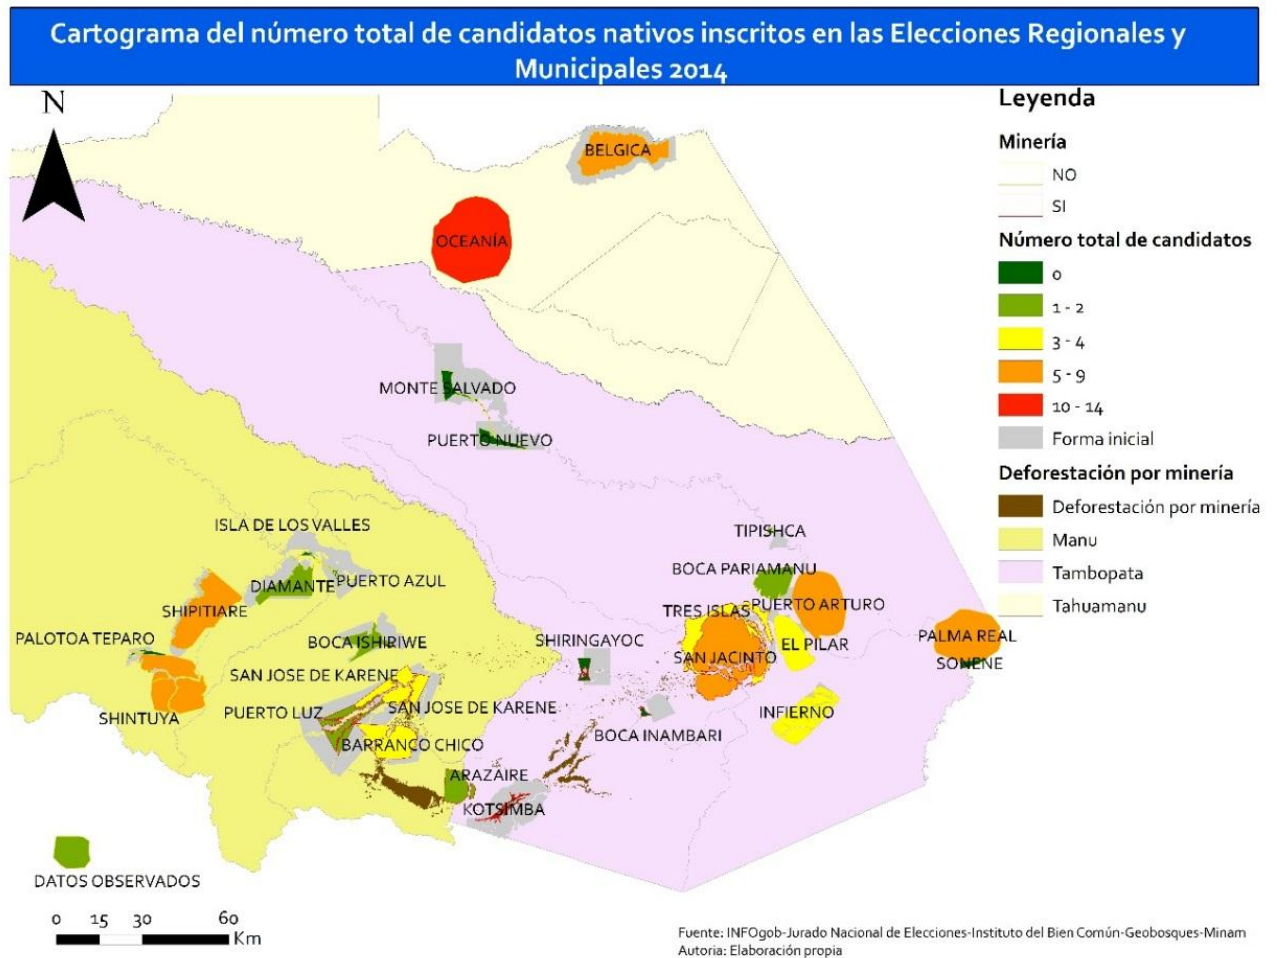 Cartograma del número total de candidatos nativos inscritos en las Elecciones Regionales y
Municipales 2014
N
Leyenda
Minería
NO
SI
Número total de candidatos
0
1 - 2
3 - 4
5 - 9
10 - 14
Forma inicial
Deforestación por minería
Deforestación por minería
Manu
Tambopata
Tahuamanu
BELGICA
OCEANÍA
MONTE SALVADO
PUERTO NUEVO
ISLA DE LOS VALLES
TIPISHCA
DIAMANTE
PUERTO AZUL
BOCA PARIAMANU
SHIPITIARE
TRES ISLAS
PUERTO ARTURO
PALOTOA TEPARO
BOCA ISHIRIWE
SHIRINGAYOC
EL PILAR
PALMA REAL
SAN JACINTO
SONENE
SAN JOSE DE KARENE
SHINTUYA
PUERTO LUZ
SAN JOSE DE KARENE
INFIERNO
BARRANCO CHICO
BOCA INAMBARI
ARAZAIRE
KOTSIMBA
DATOS OBSERVADOS
0 15 30 60
Km
Fuente: INFOgob-Jurado Nacional de Elecciones-Instituto del Bien Común-Geobosques-Minam
Autoria: Elaboración propia